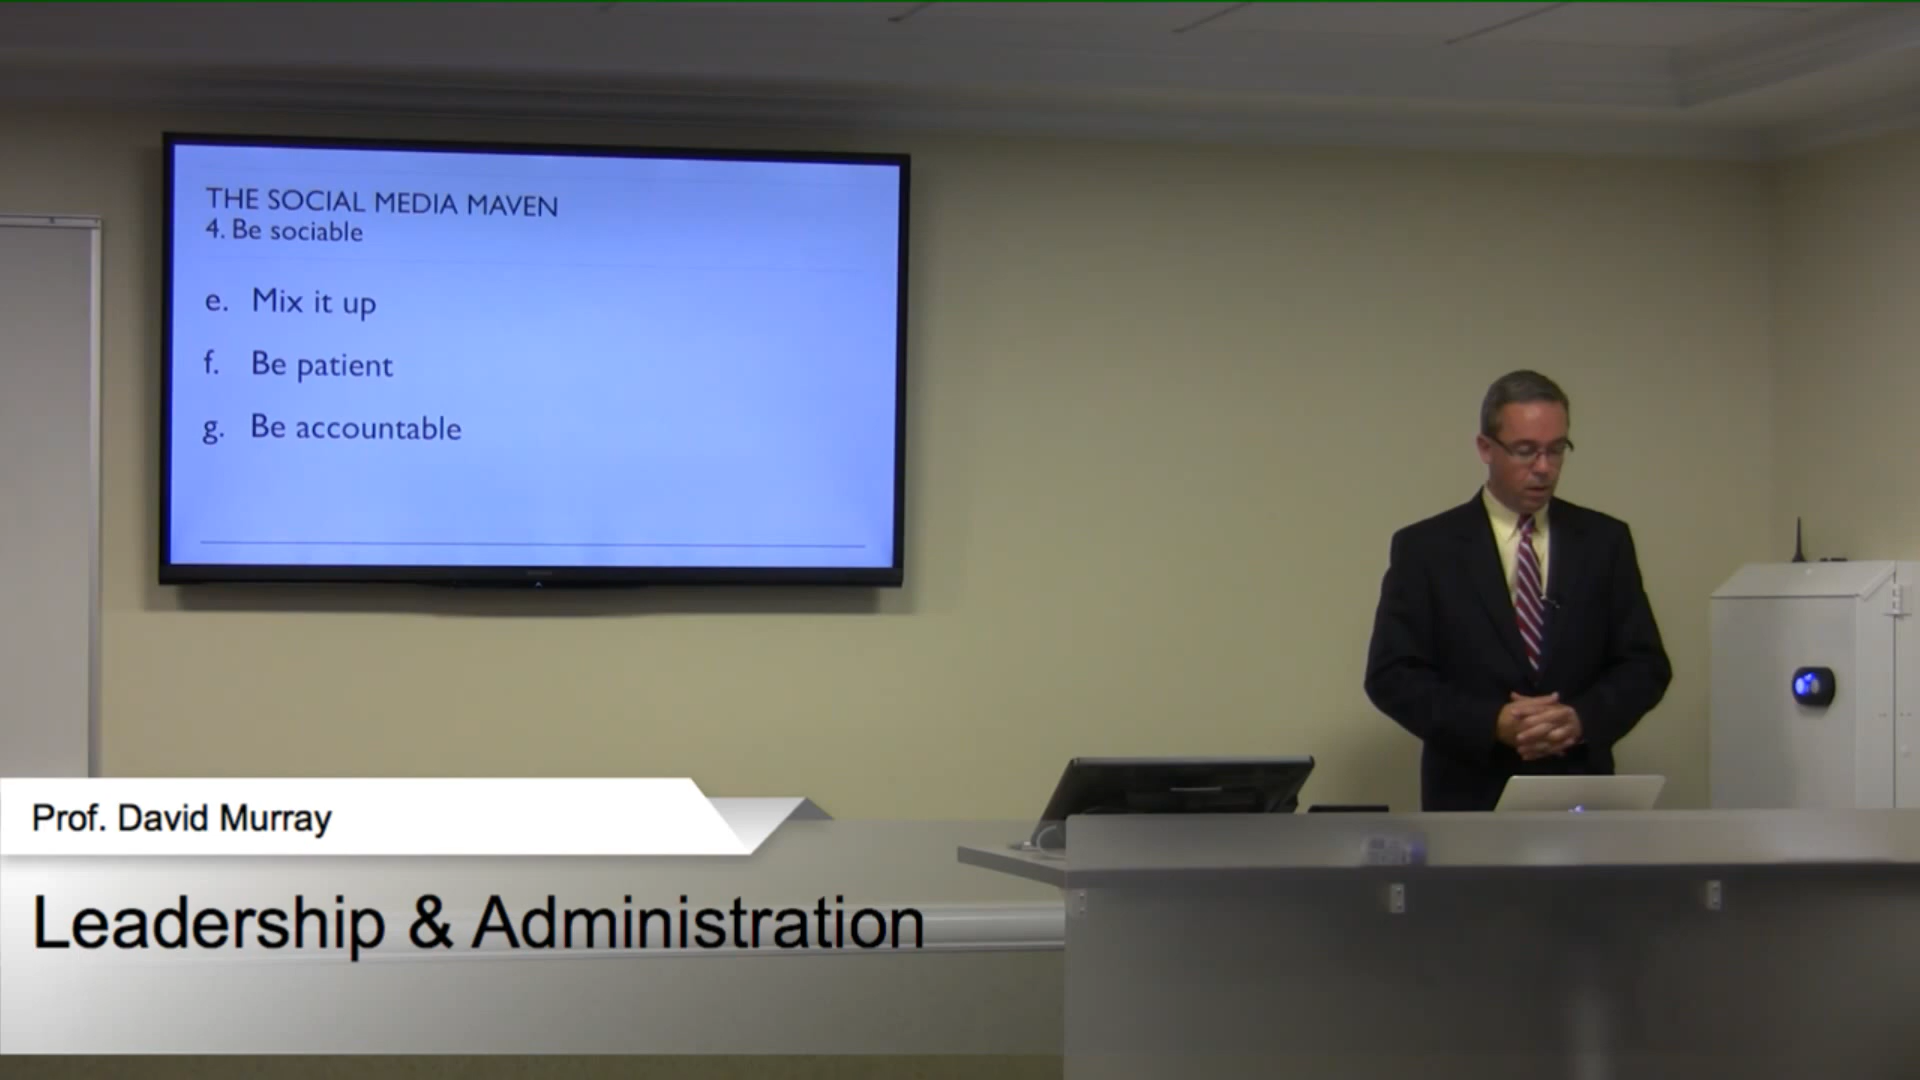 THE SOCIAL MEDIA MAVEN
4. Be sociable
e. Mix it up
f. Be patient
g. Be accountable
Prof. David Murray
Leadership & Administration